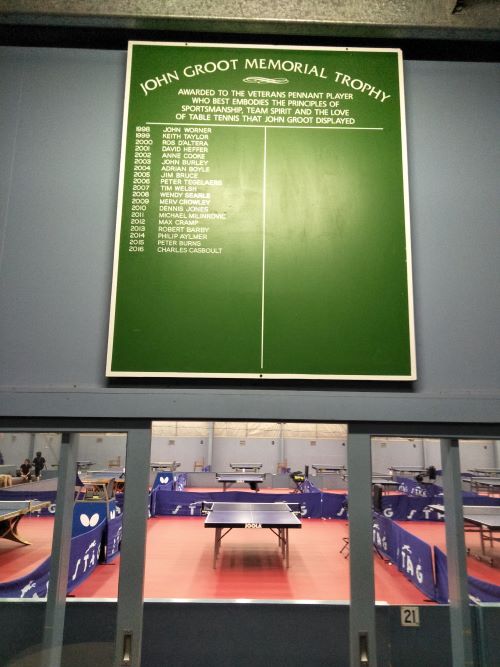 JOHN GROOT MEMORIAL TROPHY
AWARDED TO THE VETERANS PENNANT PLAYER
WHO BEST EMBODIES THE PRINCIPLES OF
SPORTSMANSHIP, TEAM SPIRIT AND THE LOVE
OF TABLE TENNIS THAT JOHN GROOT DISPLAYED
1998 JOHN WORNER
1999 KEITH TAYLOR
2000 ROS D'ALTERA
2001 DAVID HEFFER
2002 ANNE COOKE
2003 JOHN BURLEY
2004 ADRIAN BOYLE
2005 JIM BRUCE
2006 PETER TEGELAERS
2007 TIM WELSH
2008 WENDY SEARLE
2009 MERV CROWLEY
2010 DENNIS JONES
2011 MICHAEL MILINKOVIC
2012 MAX CRAMP
2013 ROBERT BARBY
2014 PHILIP AYLMER
2015 PETER BURNS
2016 CHARLES CASBOULT
JOOLA
STAG
STAG
21